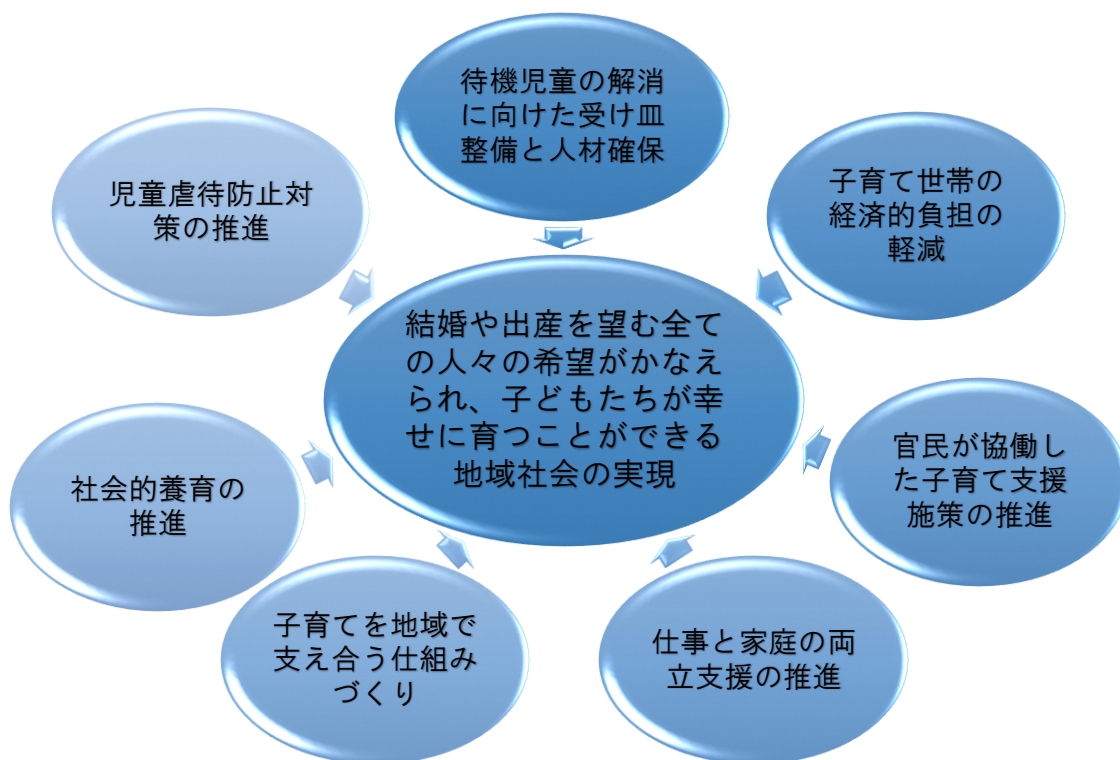 待機児童の解消
に向けた受け皿
整備と人材確保
子育て世帯の
経済的負担の
軽減
官民が協働し
た子育て支援
施策の推進
仕事と家庭の両
立支援の推進
子育てを地域で
支え合う仕組み
づくり
社会的養育の
推進
児童虐待防止対
策の推進
結婚や出産を望む全て
の人々の希望がかなえ
られ、子どもたちが幸
せに育つことができる
地域社会の実現